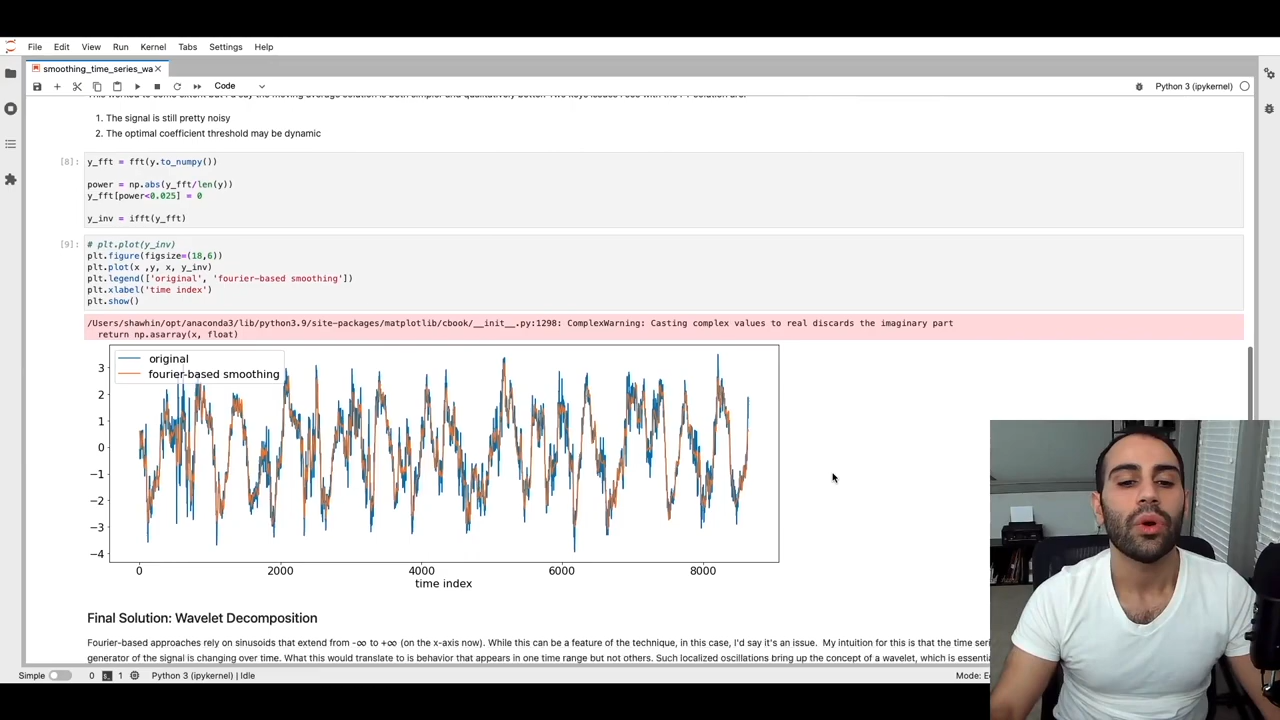 File Edit View Run Kernel Tabs Settings Help
smoothing_time_series_wa
Code
Python 3 (ipykernel)
1. The signal is still pretty noisy
2. The optimal coefficient threshold may be dynamic
[8]:
y_fft = fft(y.to_numpy())
power = np.abs(y_fft/len(y))
y_fft[power<0.025] = 0
y_inv = ifft(y_fft)
[9]:
# plt.plot(y_inv)
plt.figure(figsize=(18,6))
plt.plot(x ,y, x, y_inv)
plt.legend(['original', 'fourier-based smoothing'])
plt.xlabel('time index')
plt.show()
/Users/shawhin/opt/anaconda3/lib/python3.9/site-packages/matplotlib/cbook/__init__.py:1298: ComplexWarning: Casting complex values to real discards the imaginary part
return np.asarray(x, float)
original
fourier-based smoothing
3
2
1
0
−1
−2
−3
−4
0 2000 4000 6000 8000
time index
Final Solution: Wavelet Decomposition
Fourier-based approaches rely on sinusoids that extend from -∞ to +∞ (on the x-axis now). While this can be a feature of the technique, in this case, I'd say it's an issue. My intuition for this is that the time seri
generator of the signal is changing over time. What this would translate to is behavior that appears in one time range but not others. Such localized oscillations bring up the concept of a wavelet, which is essenti
Simple 0 1 Python 3 (ipykernel) | Idle Mode: